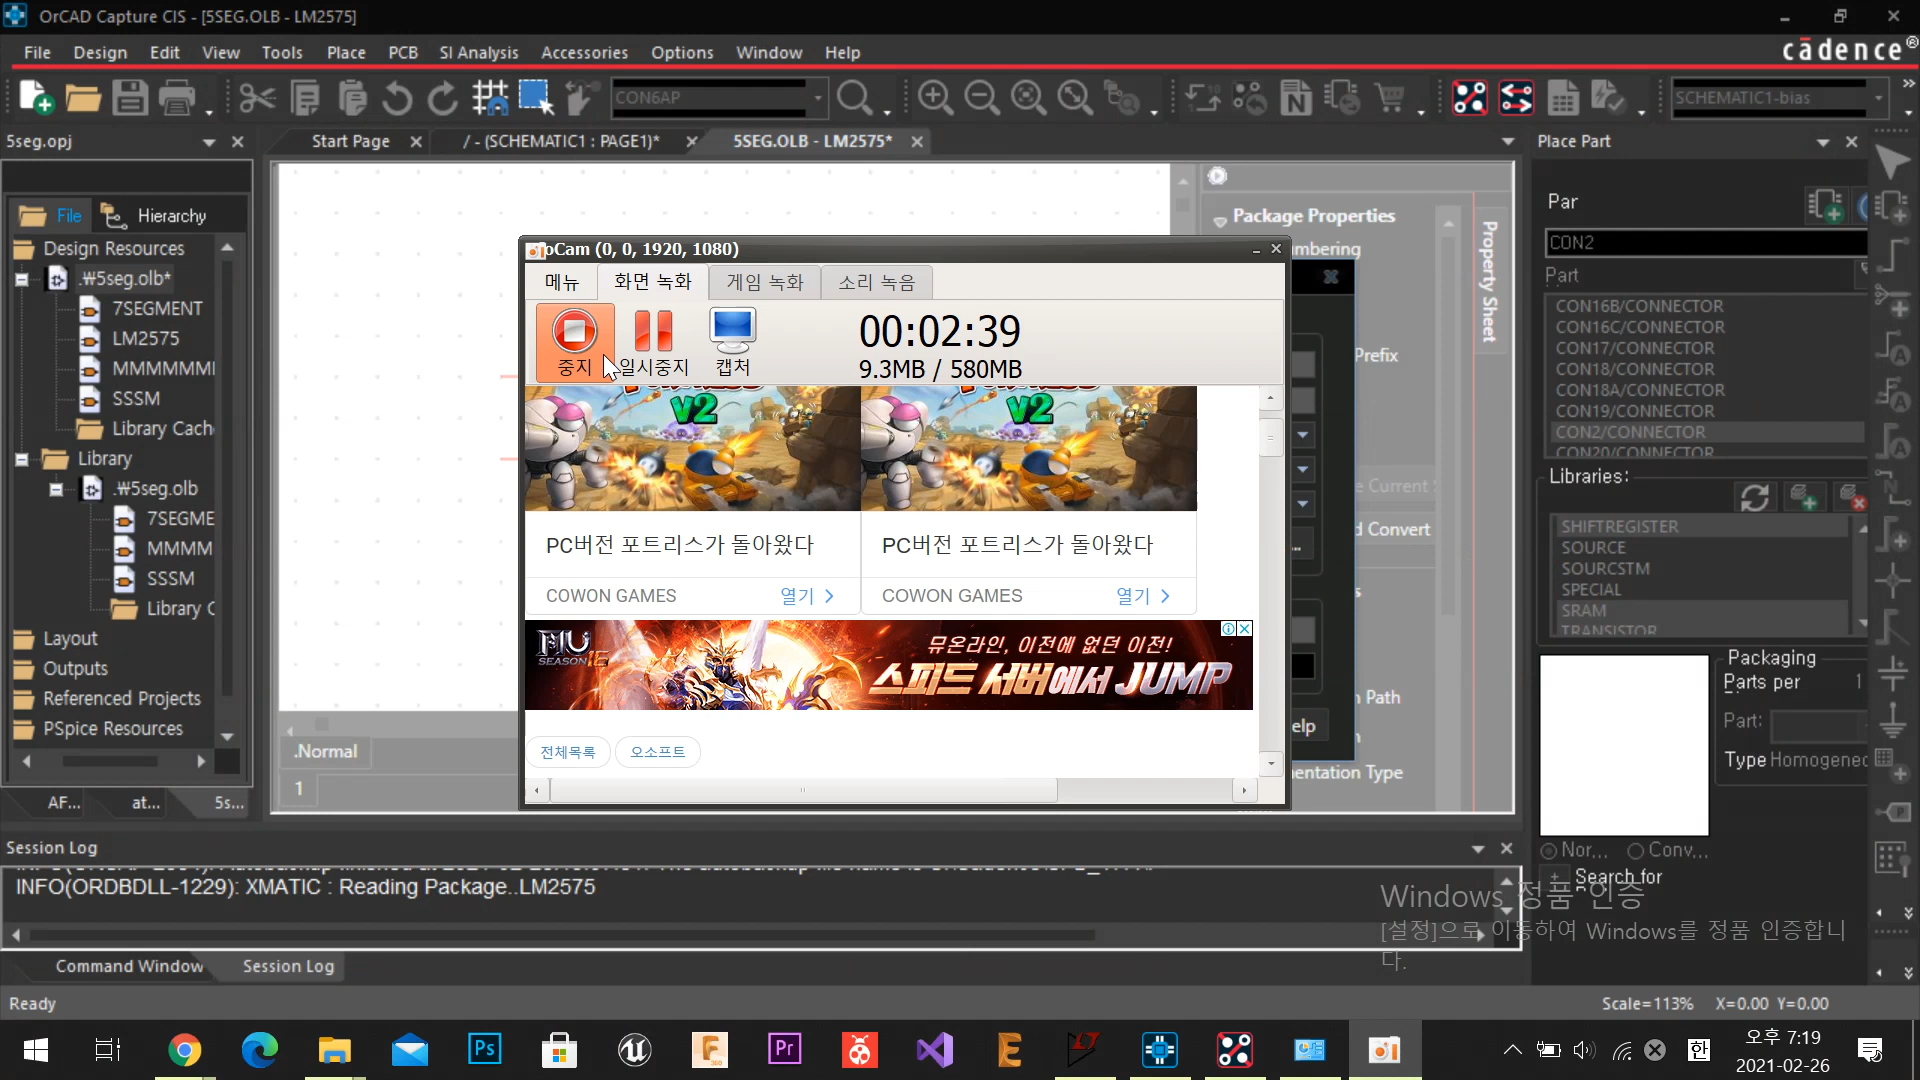 OrCAD Capture CIS - [5SEG.OLB - LM2575]
File Design Edit View Tools Place PCB SI Analysis Accessories Options Window Help
cādence®
CON6AP
SCHEMATIC1-bias
5seg.opj
Start Page
/ - (SCHEMATIC1 : PAGE1)*
5SEG.OLB - LM2575*
Place Part
File
Hierarchy
Design Resources
.₩5seg.olb*
7SEGMENT
LM2575
MMMMMMM
SSSM
Library Cach
Library
.₩5seg.olb
7SEGME
MMMM
SSSM
Library C
Layout
Outputs
Referenced Projects
PSpice Resources
AF...
at...
5s...
oCam (0, 0, 1920, 1080)
메뉴
화면 녹화
게임 녹화
소리 녹음
중지
일시중지
캡처
00:02:39
9.3MB / 580MB
V2
V2
PC버전 포트리스가 돌아왔다
PC버전 포트리스가 돌아왔다
COWON GAMES
열기
COWON GAMES
열기
MU
SEASON
뮤온라인, 이전에 없던 이전!
스피드 서버에서 JUMP
전체목록
오소프트
.Normal
1
Package Properties
mbering
Prefix
e Current
d Convert
Path
elp
entation Type
Property Sheet
Par
CON2
Part
CON16B/CONNECTOR
CON16C/CONNECTOR
CON17/CONNECTOR
CON18/CONNECTOR
CON18A/CONNECTOR
CON19/CONNECTOR
CON2/CONNECTOR
CON20/CONNECTOR
Libraries:
SHIFTREGISTER
SOURCE
SOURCSTM
SPECIAL
SRAM
TRANSISTOR
Packaging
Parts per 1
Part:
Type Homogeneo
Nor... Conv...
Search for
Session Log
INFO(ORDBDLL-1229): XMATIC : Reading Package..LM2575
Windows 정품 인증
[설정]으로 이동하여 Windows를 정품 인증합니
다.
Command Window
Session Log
Ready
Scale=113% X=0.00 Y=0.00
Ps
Pr
한
오후 7:19
2021-02-26